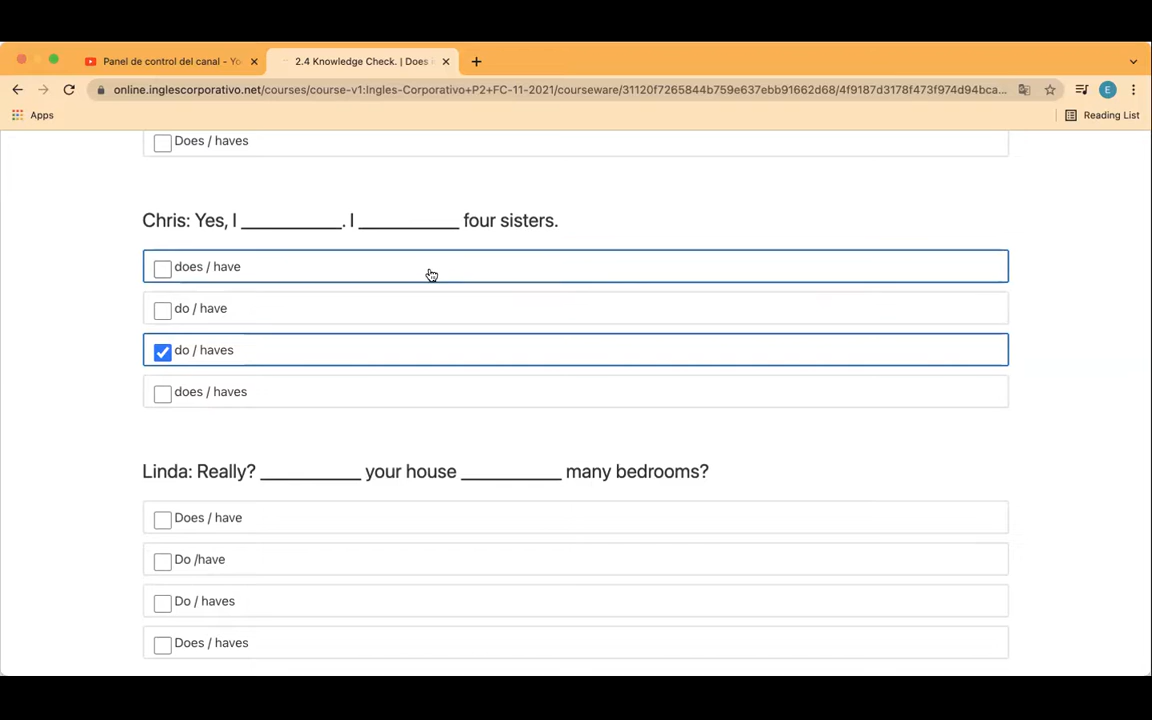 Panel de control del canal - Yo
2.4 Knowledge Check. | Does
online.inglescorporativo.net/courses/course-v1:Ingles-Corporativo+P2+FC-11-2021/courseware/31120f7265844b759e637ebb91662d68/4f9187d3178f473f974d94bca...
E
Apps
Reading List
Does / haves
Chris: Yes, I __________. I __________ four sisters.
does / have
do / have
do / haves
does / haves
Linda: Really? __________ your house __________ many bedrooms?
Does / have
Do /have
Do / haves
Does / haves